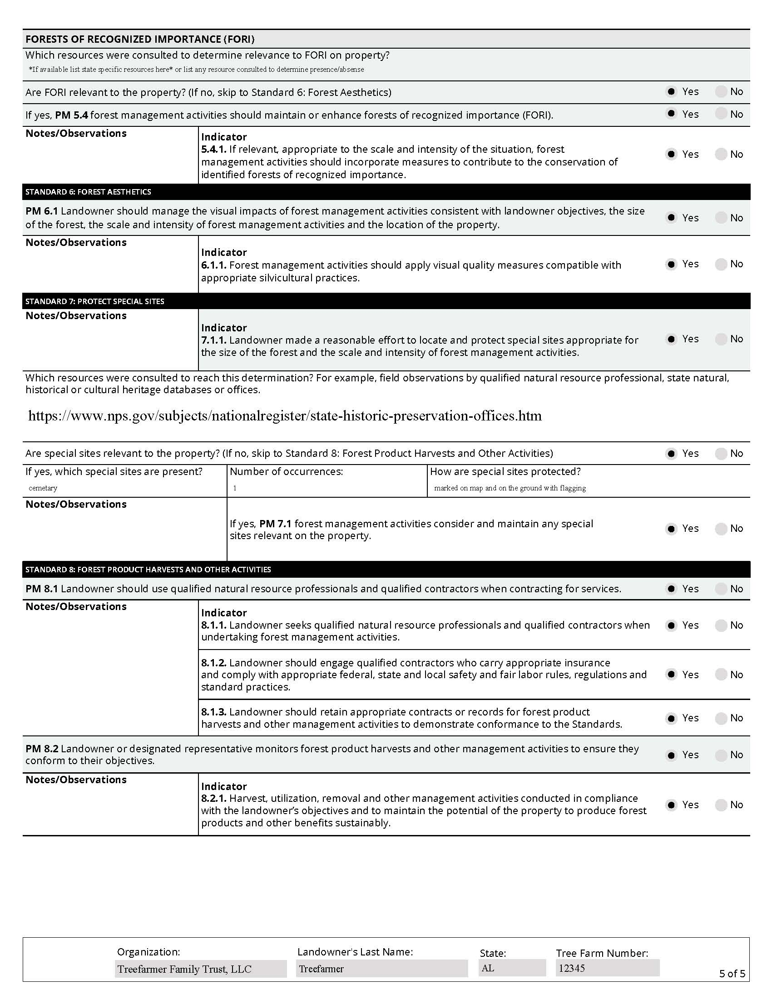 FORESTS OF RECOGNIZED IMPORTANCE (FORI)
Which resources were consulted to determine relevance to FORI on property?
*If available list state specific resources here* or list any resource consulted to determine presence/absense
Are FORI relevant to the property? (If no, skip to Standard 6: Forest Aesthetics)
Yes No
If yes, PM 5.4 forest management activities should maintain or enhance forests of recognized importance (FORI).
Yes No
Notes/Observations
Indicator
5.4.1. If relevant, appropriate to the scale and intensity of the situation, forest
management activities should incorporate measures to contribute to the conservation of
identified forests of recognized importance.
Yes No
STANDARD 6: FOREST AESTHETICS
PM 6.1 Landowner should manage the visual impacts of forest management activities consistent with landowner objectives, the size
of the forest, the scale and intensity of forest management activities and the location of the property.
Yes No
Notes/Observations
Indicator
6.1.1. Forest management activities should apply visual quality measures compatible with
appropriate silvicultural practices.
Yes No
STANDARD 7: PROTECT SPECIAL SITES
Notes/Observations
Indicator
7.1.1. Landowner made a reasonable effort to locate and protect special sites appropriate for
the size of the forest and the scale and intensity of forest management activities.
Yes No
Which resources were consulted to reach this determination? For example, field observations by qualified natural resource professional, state natural,
historical or cultural heritage databases or offices.
https://www.nps.gov/subjects/nationalregister/state-historic-preservation-offices.htm
Are special sites relevant to the property? (If no, skip to Standard 8: Forest Product Harvests and Other Activities)
Yes No
If yes, which special sites are present?
cemetary
Number of occurrences:
1
How are special sites protected?
marked on map and on the ground with flagging
Notes/Observations
If yes, PM 7.1 forest management activities consider and maintain any special
sites relevant on the property.
Yes No
STANDARD 8: FOREST PRODUCT HARVESTS AND OTHER ACTIVITIES
PM 8.1 Landowner should use qualified natural resource professionals and qualified contractors when contracting for services.
Yes No
Notes/Observations
Indicator
8.1.1. Landowner seeks qualified natural resource professionals and qualified contractors when
undertaking forest management activities.
Yes No
8.1.2. Landowner should engage qualified contractors who carry appropriate insurance
and comply with appropriate federal, state and local safety and fair labor rules, regulations and
standard practices.
Yes No
8.1.3. Landowner should retain appropriate contracts or records for forest product
harvests and other management activities to demonstrate conformance to the Standards.
Yes No
PM 8.2 Landowner or designated representative monitors forest product harvests and other management activities to ensure they
conform to their objectives.
Yes No
Notes/Observations
Indicator
8.2.1. Harvest, utilization, removal and other management activities conducted in compliance
with the landowner's objectives and to maintain the potential of the property to produce forest
products and other benefits sustainably.
Yes No
Organization:
Treefarmer Family Trust, LLC
Landowner's Last Name:
Treefarmer
State:
AL
Tree Farm Number:
12345
5 of 5